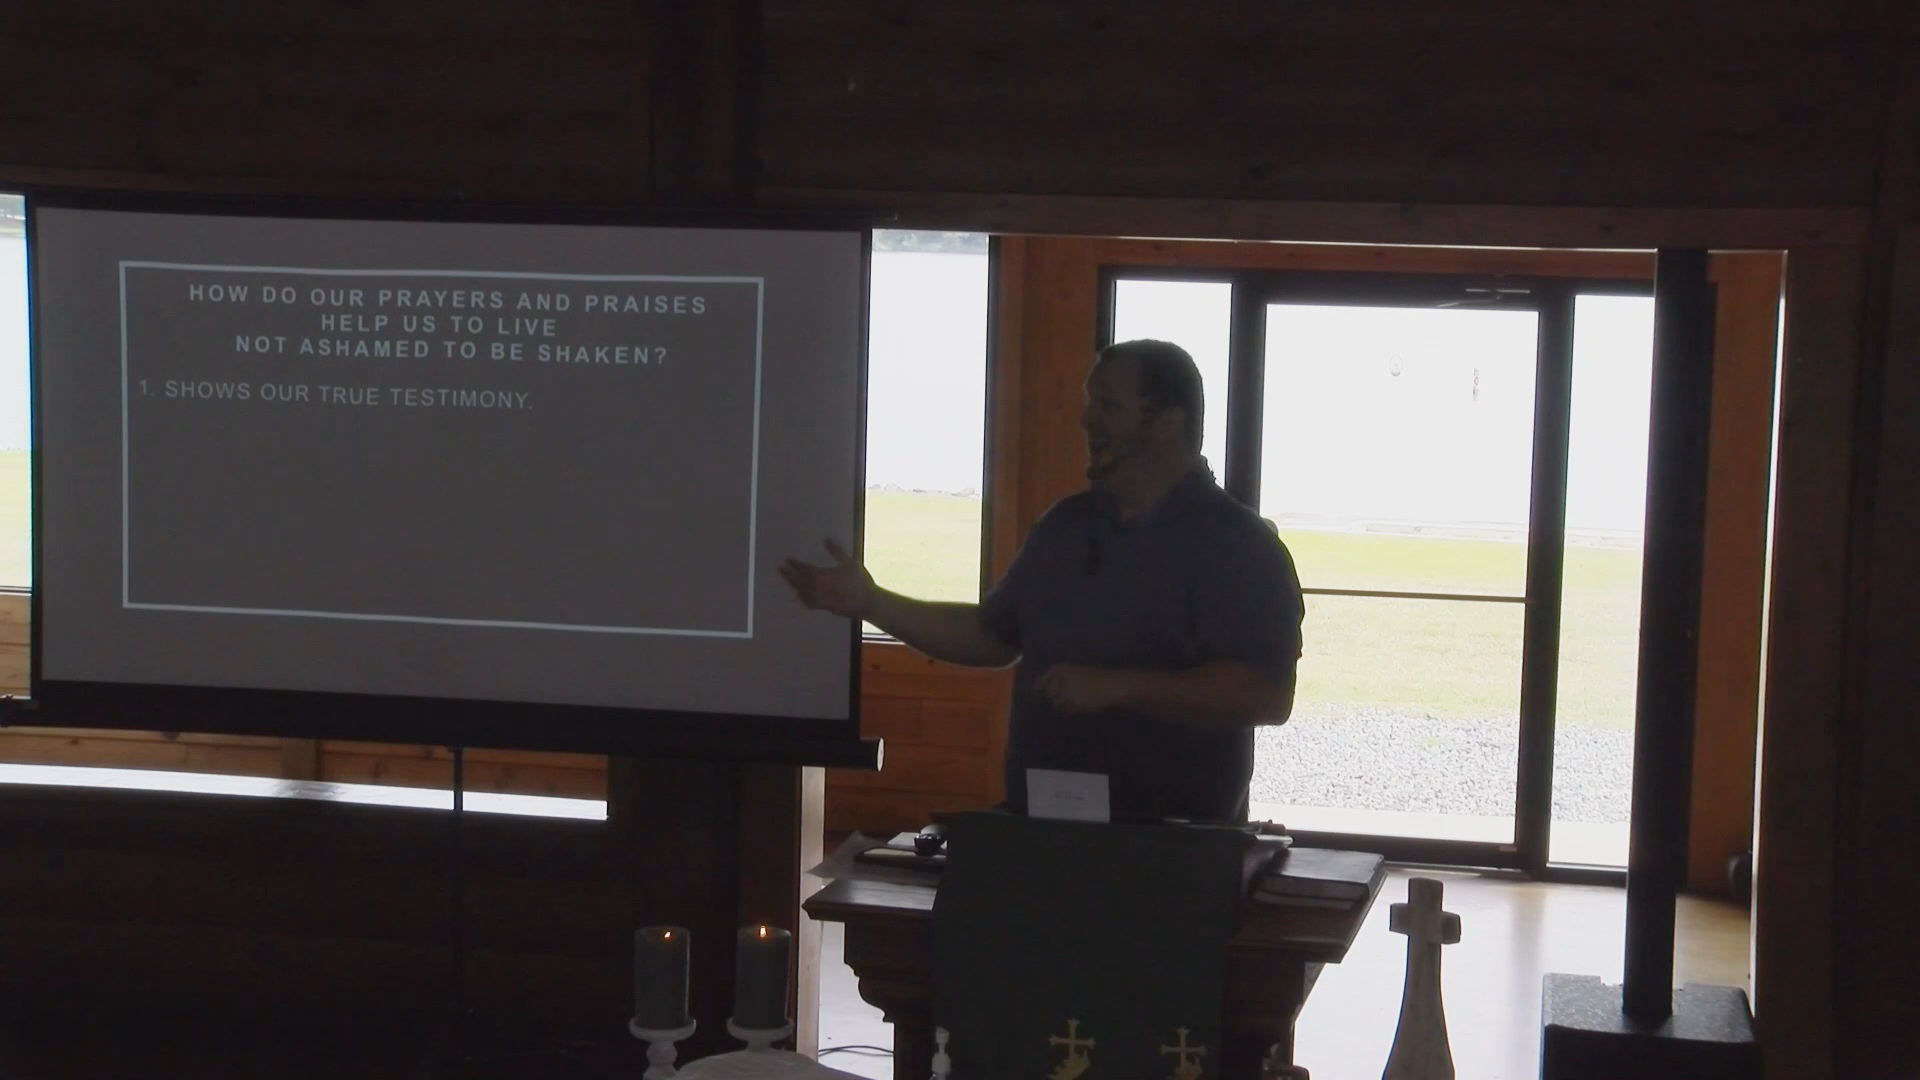 HOW DO OUR PRAYERS AND PRAISES
HELP US TO LIVE
NOT ASHAMED TO BE SHAKEN?
1. SHOWS OUR TRUE TESTIMONY.